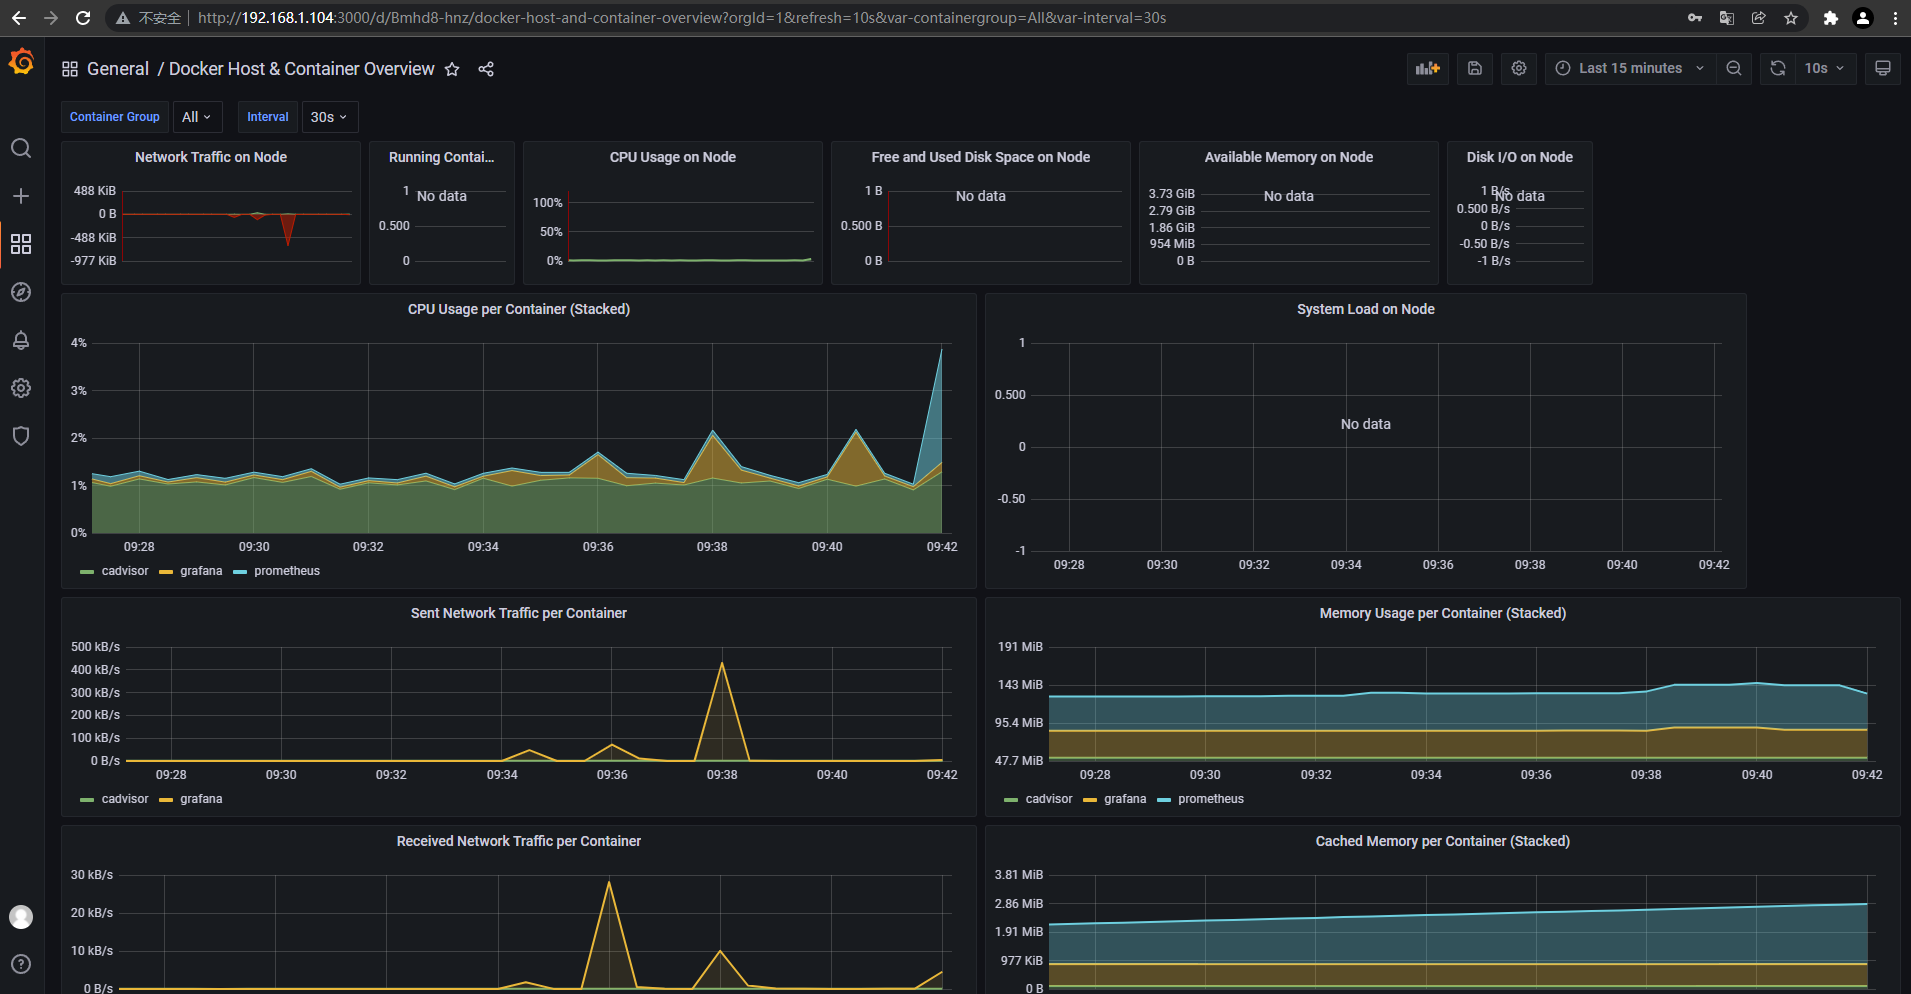 不安全 | http://192.168.1.104:3000/d/Bmhd8-hnz/docker-host-and-container-overview?orgId=1&refresh=10s&var-containergroup=All&var-interval=30s
General / Docker Host & Container Overview
Last 15 minutes
10s
Container Group All Interval 30s
Network Traffic on Node
488 KiB
0 B
-488 KiB
-977 KiB
Running Contai...
No data
1
0.500
0
CPU Usage on Node
100%
50%
0%
Free and Used Disk Space on Node
No data
1 B
0.500 B
0 B
Available Memory on Node
No data
3.73 GiB
2.79 GiB
1.86 GiB
954 MiB
0 B
Disk I/O on Node
No data
1 B/s
0.500 B/s
0 B/s
-0.50 B/s
-1 B/s
CPU Usage per Container (Stacked)
4%
3%
2%
1%
0%
09:28 09:30 09:32 09:34 09:36 09:38 09:40 09:42
cadvisor grafana prometheus
System Load on Node
1
0.500
No data
0
-0.50
-1
09:28 09:30 09:32 09:34 09:36 09:38 09:40 09:42
Sent Network Traffic per Container
500 kB/s
400 kB/s
300 kB/s
200 kB/s
100 kB/s
0 B/s
09:28 09:30 09:32 09:34 09:36 09:38 09:40 09:42
cadvisor grafana
Memory Usage per Container (Stacked)
191 MiB
143 MiB
95.4 MiB
47.7 MiB
09:28 09:30 09:32 09:34 09:36 09:38 09:40 09:42
cadvisor grafana prometheus
Received Network Traffic per Container
30 kB/s
20 kB/s
10 kB/s
0 B/s
Cached Memory per Container (Stacked)
3.81 MiB
2.86 MiB
1.91 MiB
977 KiB
0 B